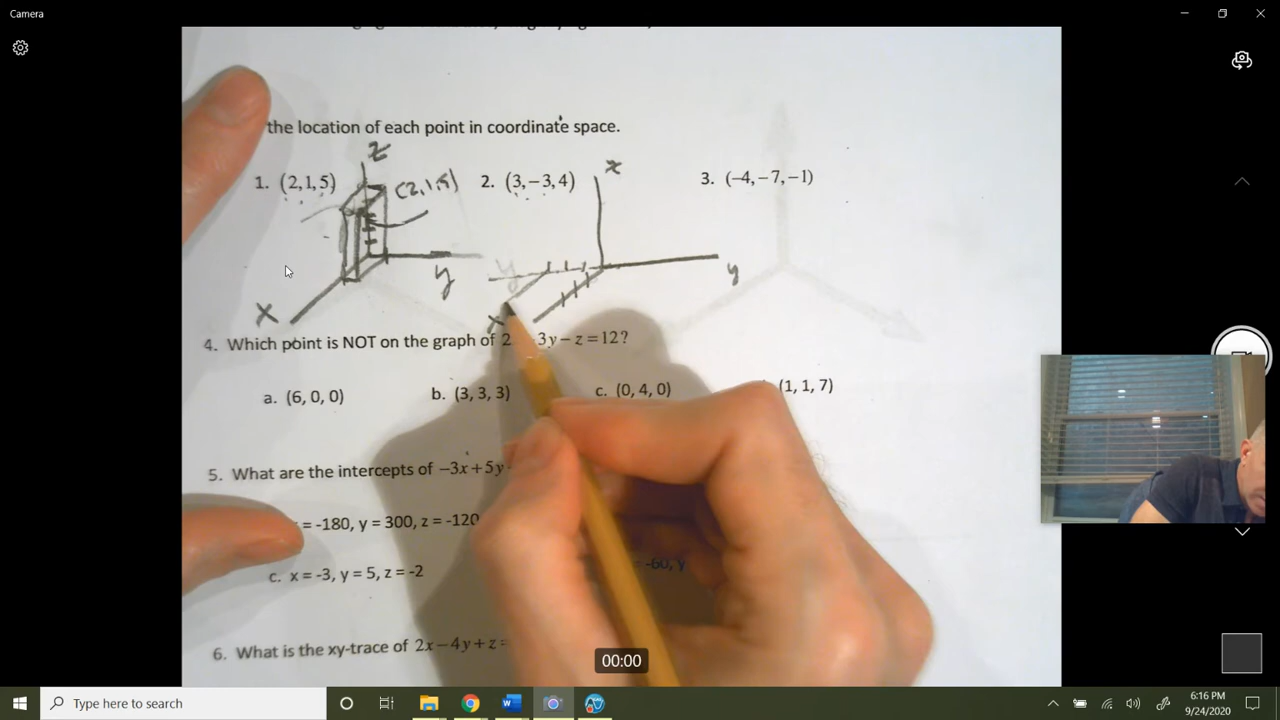 Camera
the location of each point in coordinate space.
1. (2,1,5)
z
(2,1,5)
y
x
2. (3,−3,4)
z
y
y
x
3. (−4,−7,−1)
4. Which point is NOT on the graph of 2 3y − z = 12?
a. (6, 0, 0)
b. (3, 3, 3)
c. (0, 4, 0)
(1, 1, 7)
5. What are the intercepts of −3x + 5y
= -180, y = 300, z = -120
= -60, y
c. x = -3, y = 5, z = -2
6. What is the xy-trace of 2x − 4y + z =
00:00
Type here to search
6:16 PM
9/24/2020